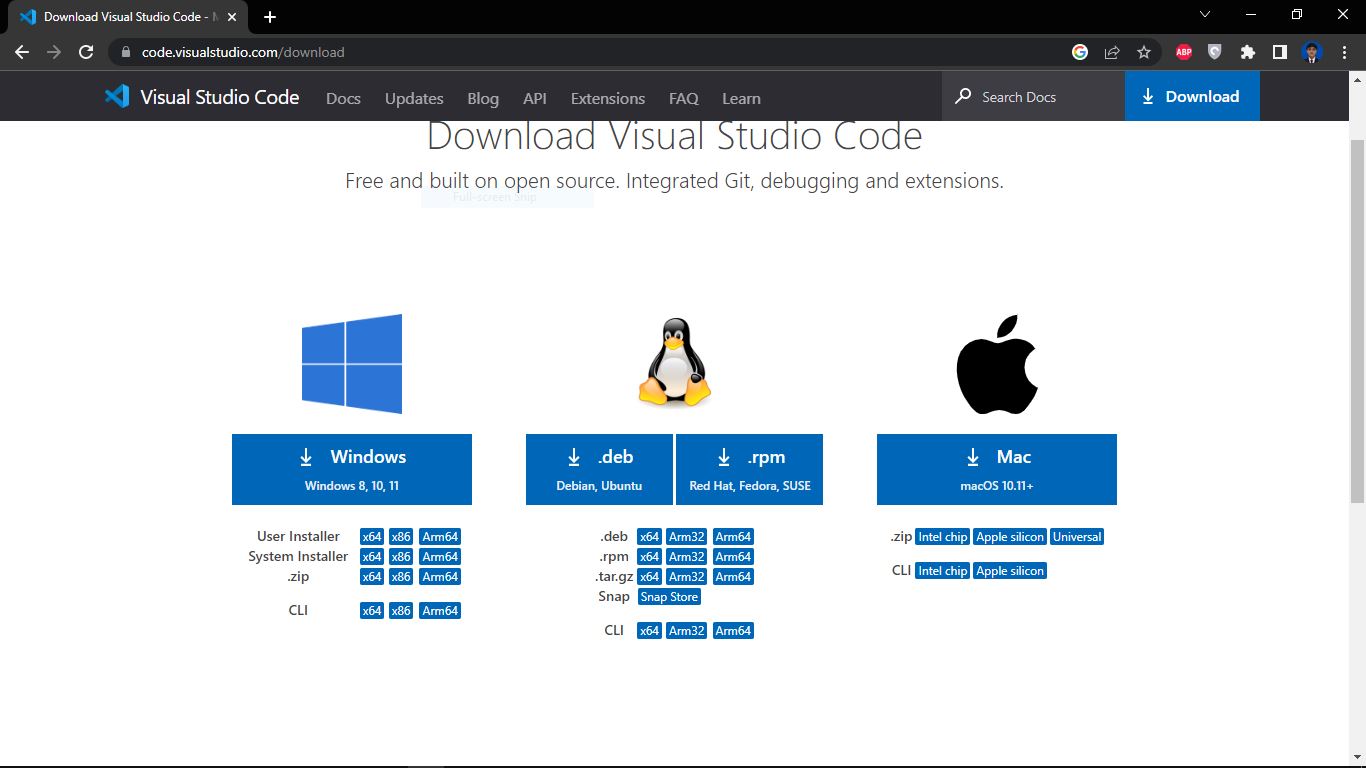 Download Visual Studio Code - M
code.visualstudio.com/download
ABP
Visual Studio Code Docs Updates Blog API Extensions FAQ Learn Search Docs Download
Download Visual Studio Code
Free and built on open source. Integrated Git, debugging and extensions.
Full-screen Snip
Windows
Windows 8, 10, 11
User Installer x64 x86 Arm64
System Installer x64 x86 Arm64
.zip x64 x86 Arm64
CLI x64 x86 Arm64
.deb
Debian, Ubuntu
.rpm
Red Hat, Fedora, SUSE
.deb x64 Arm32 Arm64
.rpm x64 Arm32 Arm64
.tar.gz x64 Arm32 Arm64
Snap Snap Store
CLI x64 Arm32 Arm64
Mac
macOS 10.11+
.zip Intel chip Apple silicon Universal
CLI Intel chip Apple silicon